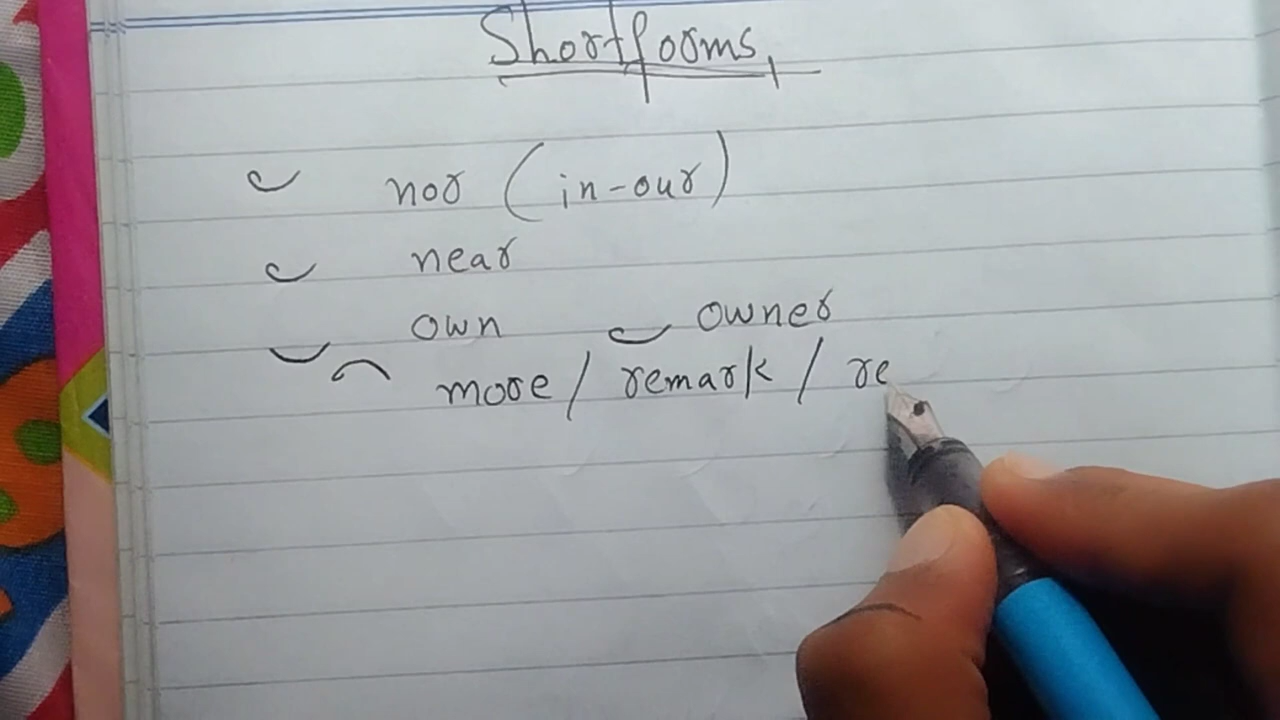 Shortforms
nor (in-our)
near
own owner
more / remark / re